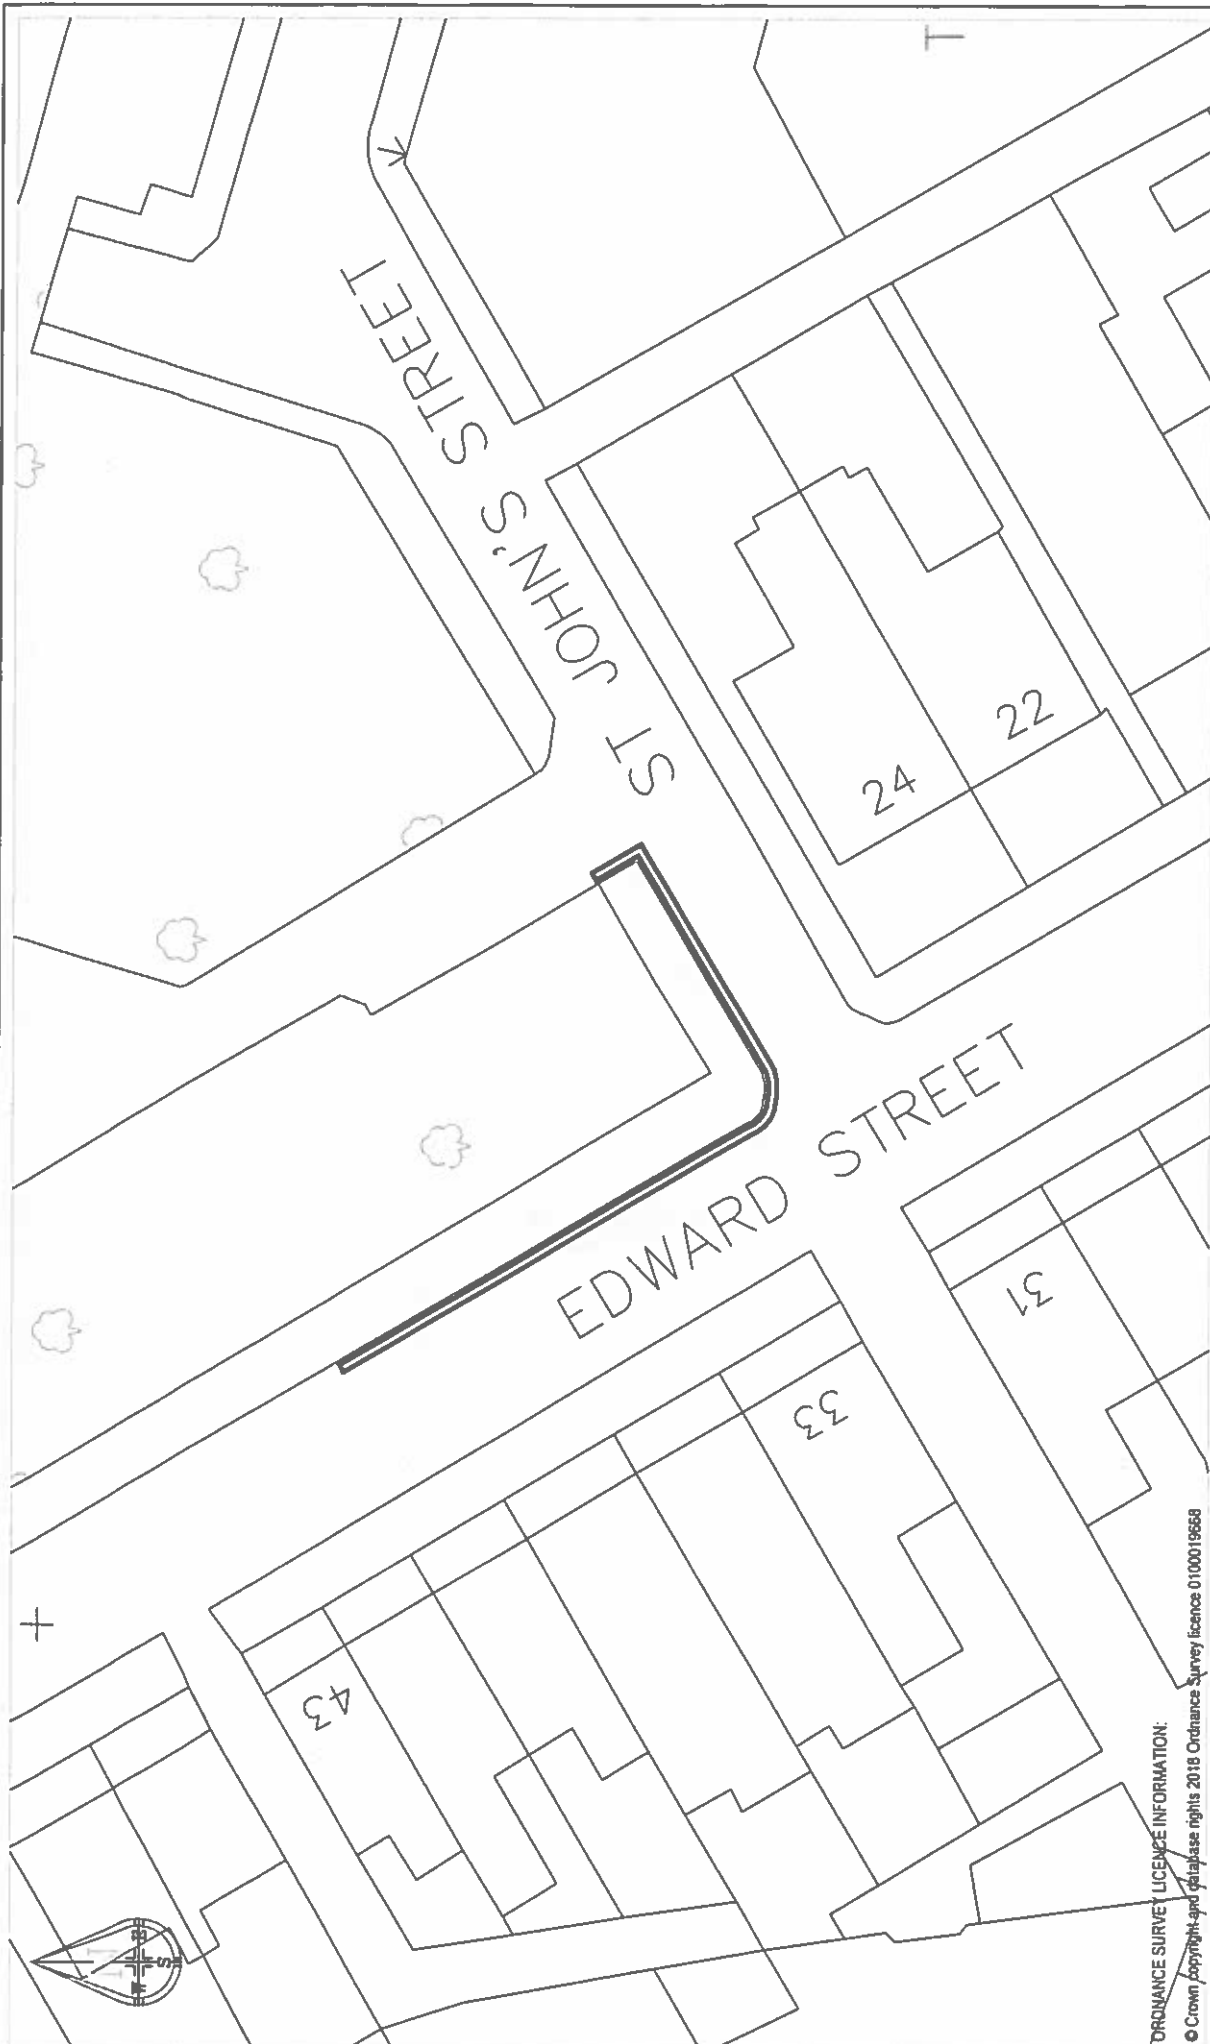 ST JOHN'S STREET
24
22
EDWARD STREET
31
33
43
N
W E
S
ORDNANCE SURVEY LICENCE INFORMATION:
© Crown copyright and database rights 2018 Ordnance Survey licence 0100019668